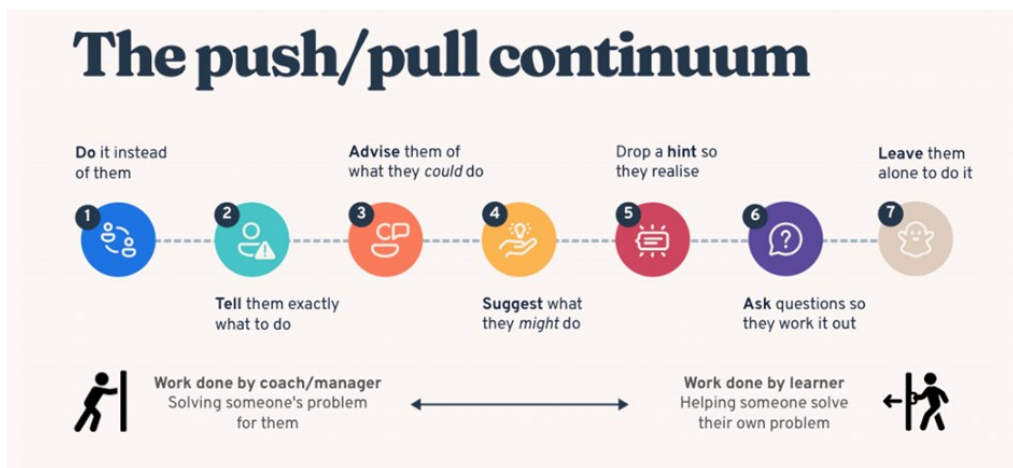 The push/pull continuum
Do it instead
of them
Advise them of
what they could do
Drop a hint so
they realise
Leave them
alone to do it
1
2
3
4
5
6
7
?
Tell them exactly
what to do
Suggest what
they might do
Ask questions so
they work it out
Work done by coach/manager
Solving someone's problem
for them
Work done by learner
Helping someone solve
their own problem